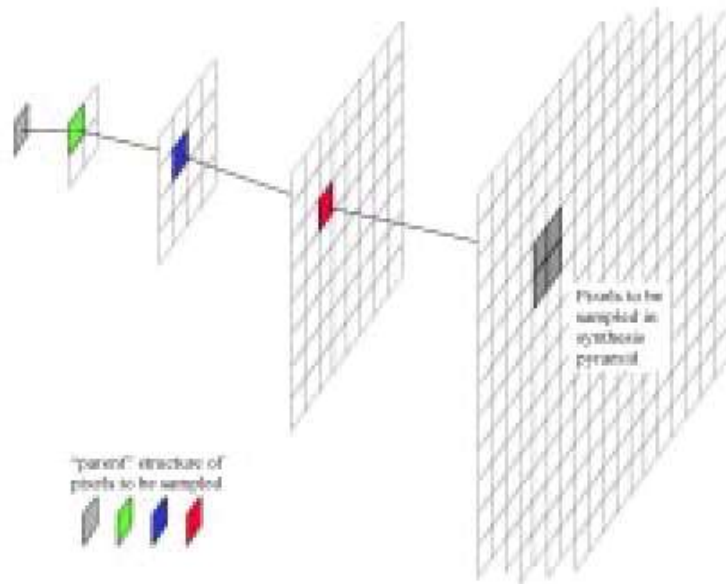 Pixels to be
sampled in
synthesis
pyramid
"parent" structure of
pixels to be sampled